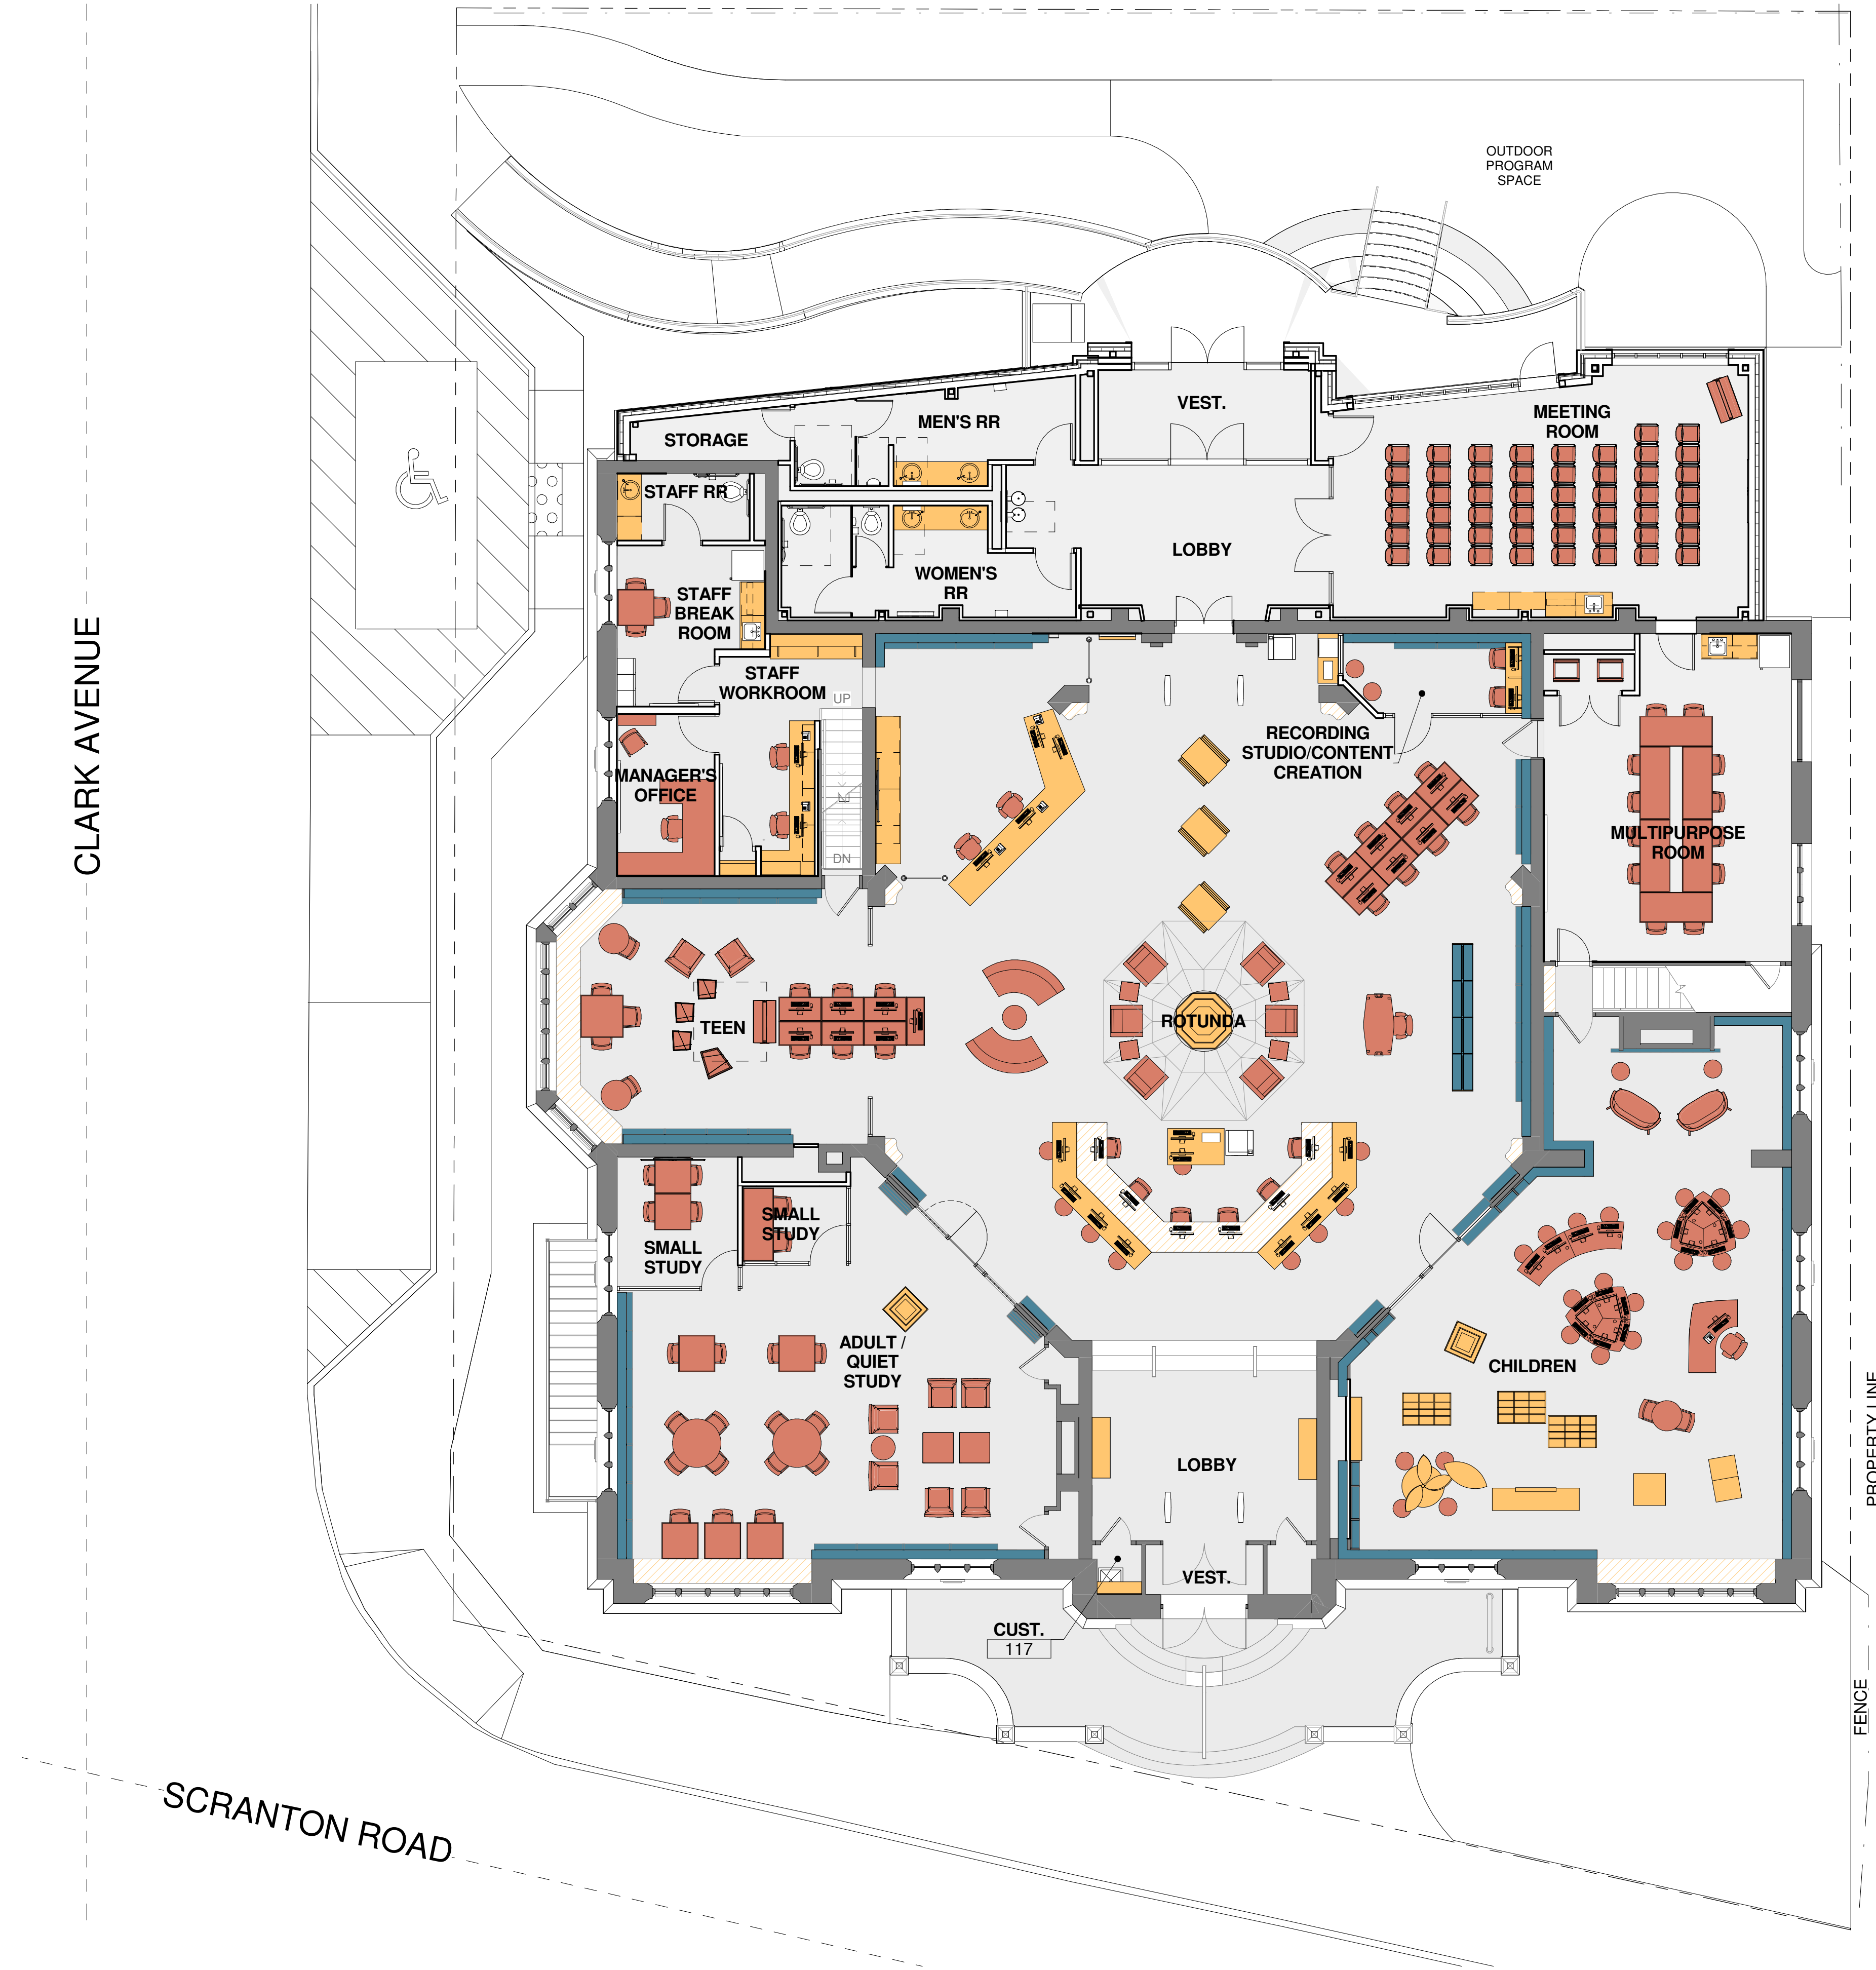 OUTDOOR
PROGRAM
SPACE
VEST.
MEETING
ROOM
MEN'S RR
STORAGE
STAFF RR
LOBBY
WOMEN'S
RR
STAFF
BREAK
ROOM
STAFF
WORKROOM
UP
RECORDING
STUDIO/CONTENT
CREATION
MANAGER'S
OFFICE
MULTIPURPOSE
ROOM
DN
CLARK AVENUE
TEEN
ROTUNDA
SMALL
STUDY
SMALL
STUDY
ADULT /
QUIET
STUDY
CHILDREN
PROPERTY LINE
LOBBY
VEST.
CUST.
117
FENCE
SCRANTON ROAD